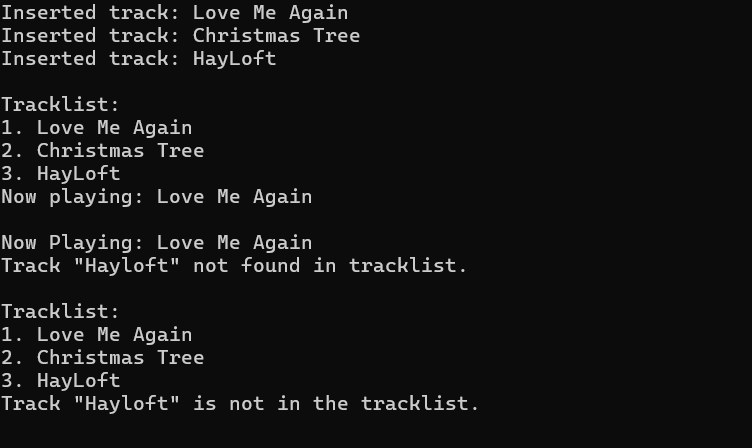 Inserted track: Love Me Again
Inserted track: Christmas Tree
Inserted track: HayLoft
Tracklist:
1. Love Me Again
2. Christmas Tree
3. HayLoft
Now playing: Love Me Again
Now Playing: Love Me Again
Track "Hayloft" not found in tracklist.
Tracklist:
1. Love Me Again
2. Christmas Tree
3. HayLoft
Track "Hayloft" is not in the tracklist.